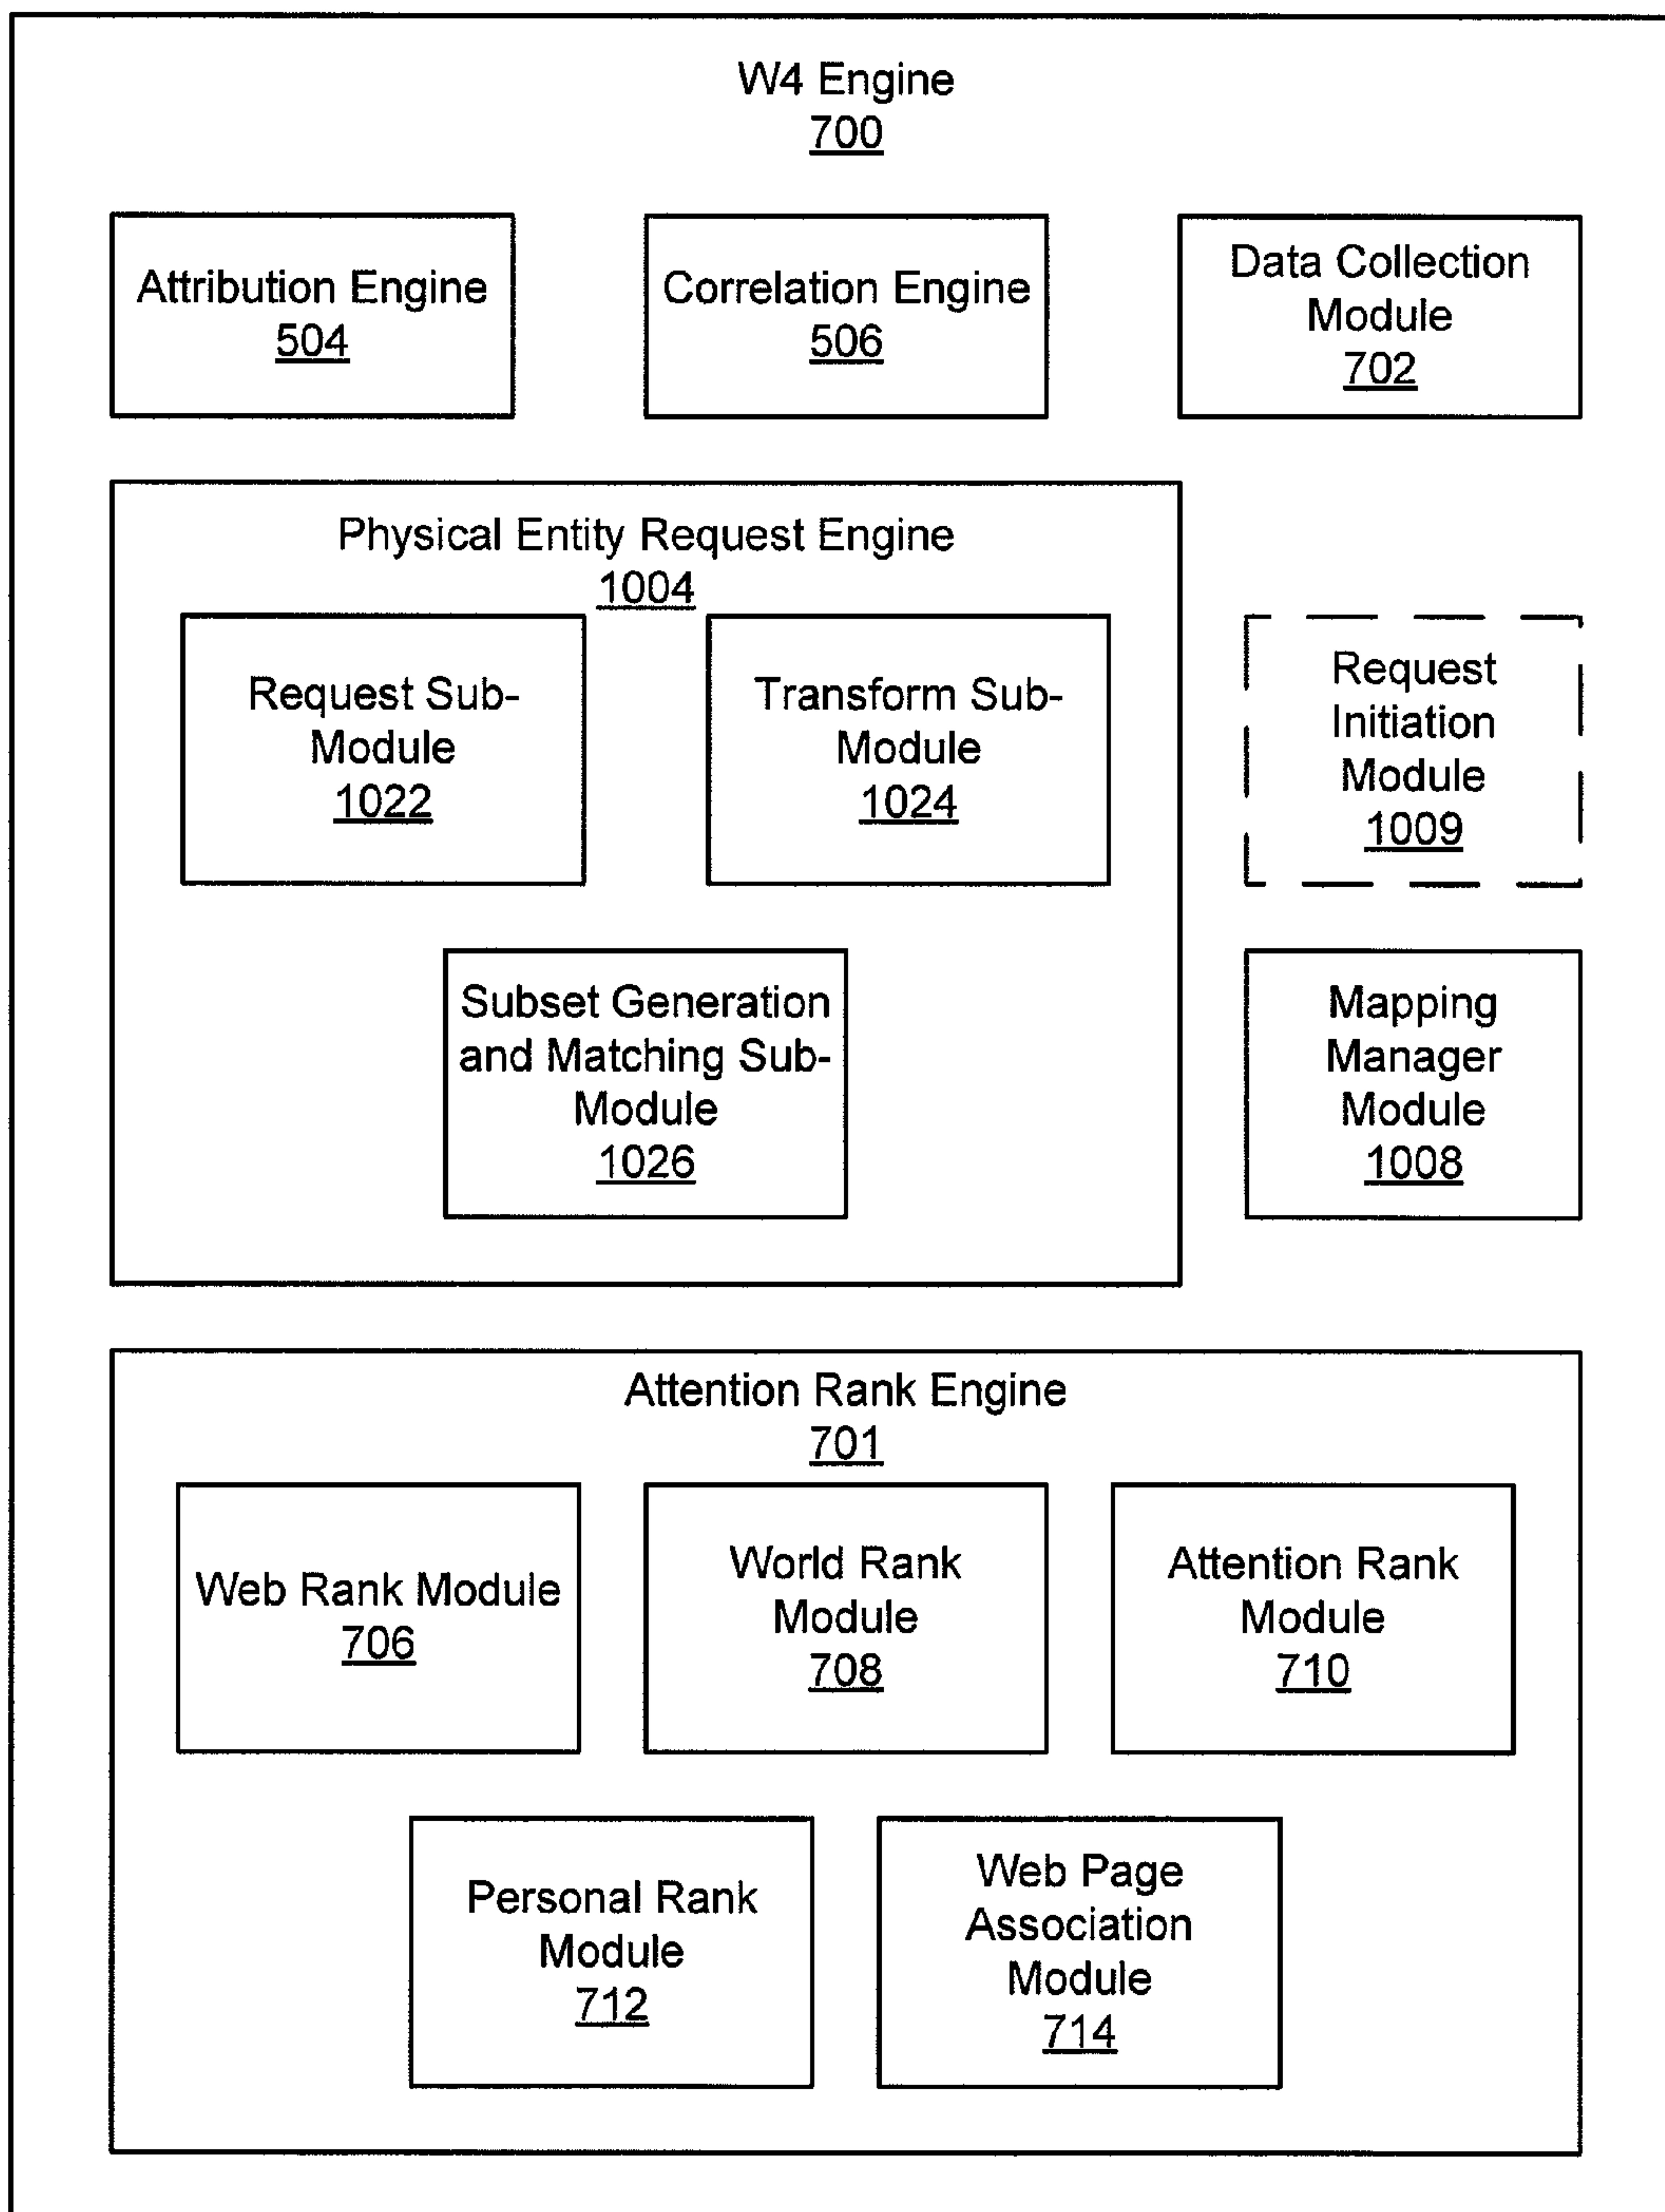 W4 Engine
700
Attribution Engine
504
Correlation Engine
506
Data Collection
Module
702
Physical Entity Request Engine
1004
Request Sub-
Module
1022
Transform Sub-
Module
1024
Request
Initiation
Module
1009
Subset Generation
and Matching Sub-
Module
1026
Mapping
Manager
Module
1008
Attention Rank Engine
701
Web Rank Module
706
World Rank
Module
708
Attention Rank
Module
710
Personal Rank
Module
712
Web Page
Association
Module
714